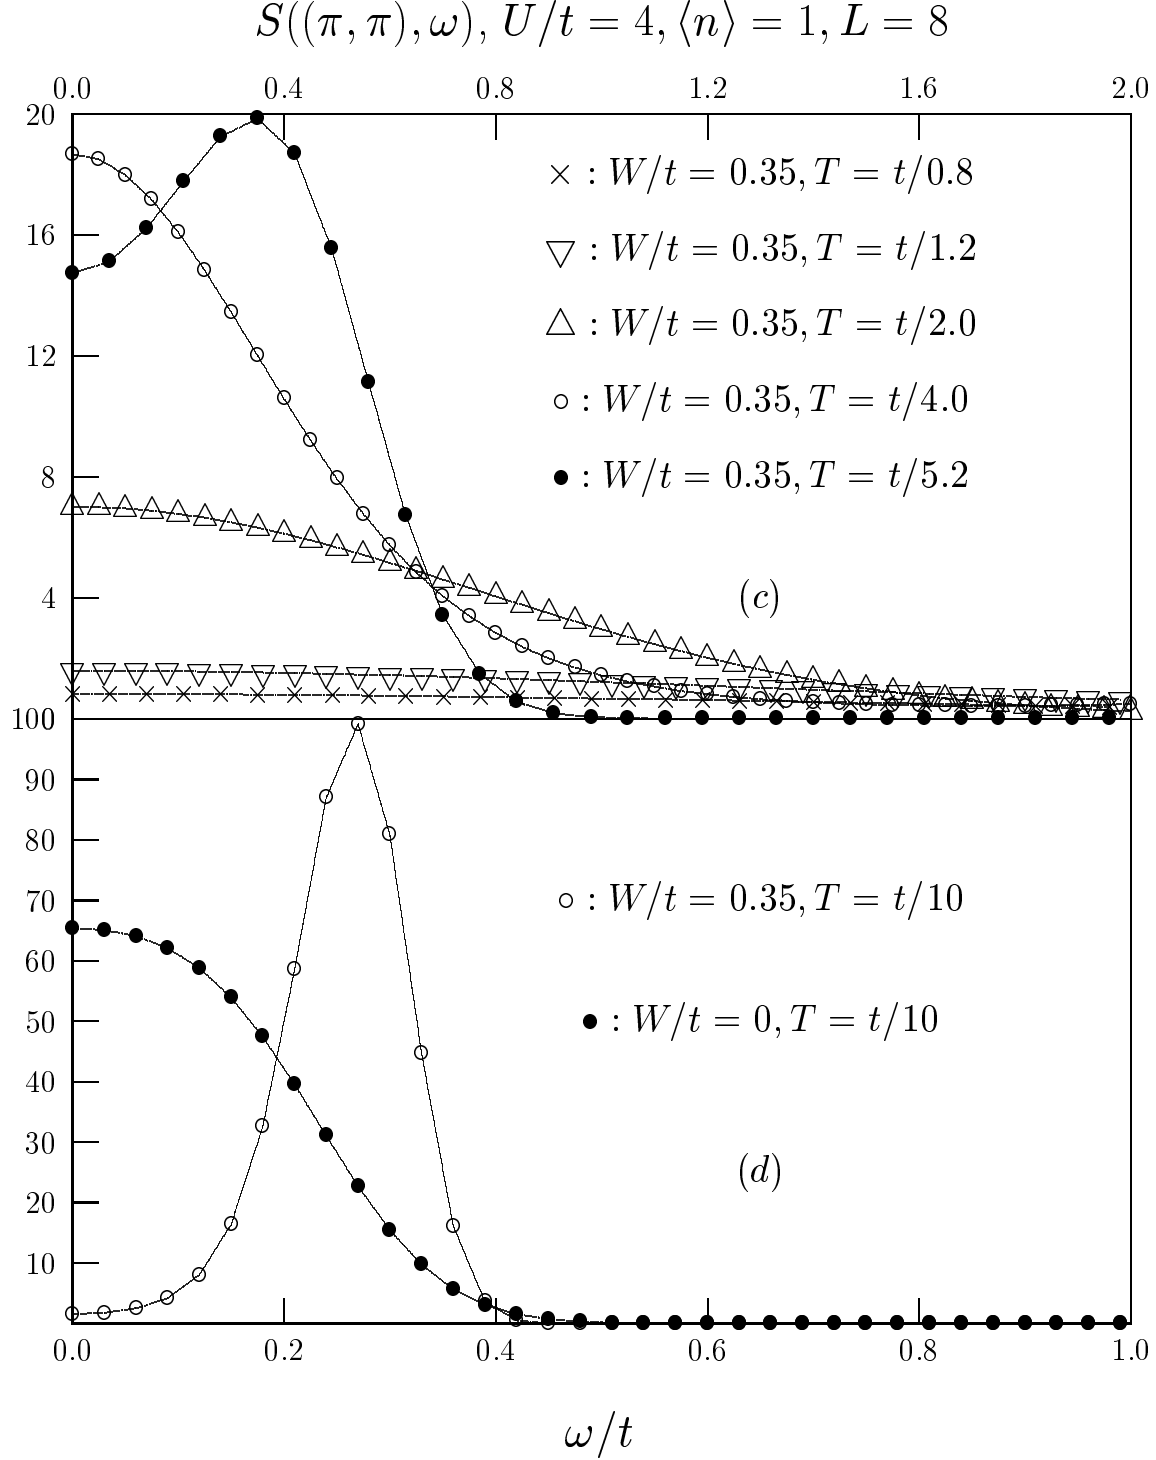 S((π, π), ω), U/t = 4, ⟨n⟩ = 1, L = 8
0.0 0.4 0.8 1.2 1.6 2.0
20
× : W/t = 0.35, T = t/0.8
16
▽ : W/t = 0.35, T = t/1.2
△ : W/t = 0.35, T = t/2.0
12
○ : W/t = 0.35, T = t/4.0
8
● : W/t = 0.35, T = t/5.2
4
(c)
100
90
80
70
○ : W/t = 0.35, T = t/10
60
50
● : W/t = 0, T = t/10
40
30
(d)
20
10
0.0 0.2 0.4 0.6 0.8 1.0
ω/t